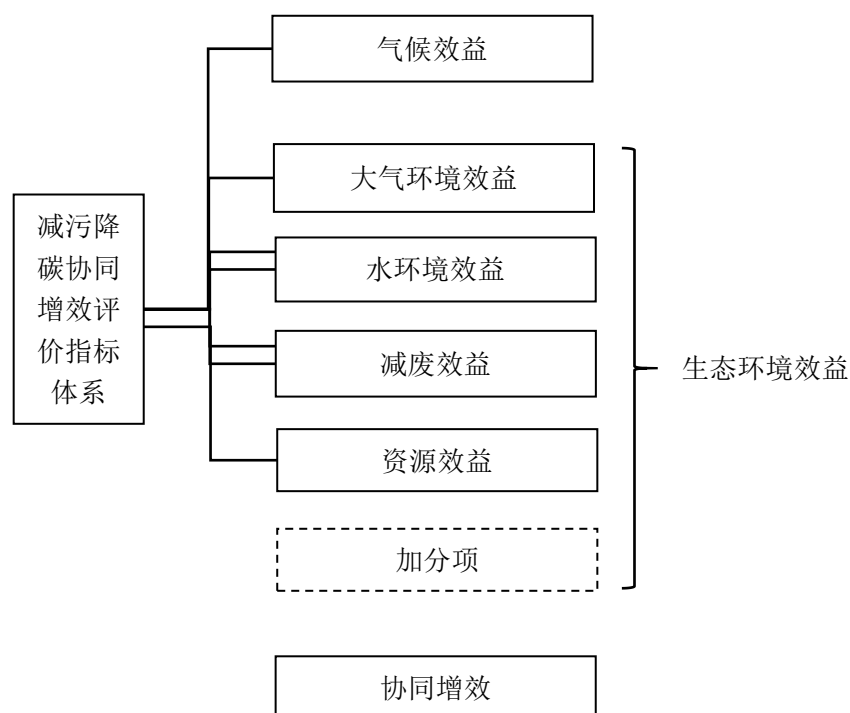 气候效益
大气环境效益
减污降
碳协同
增效评
价指标
体系
水环境效益
减废效益
生态环境效益
资源效益
加分项
协同增效